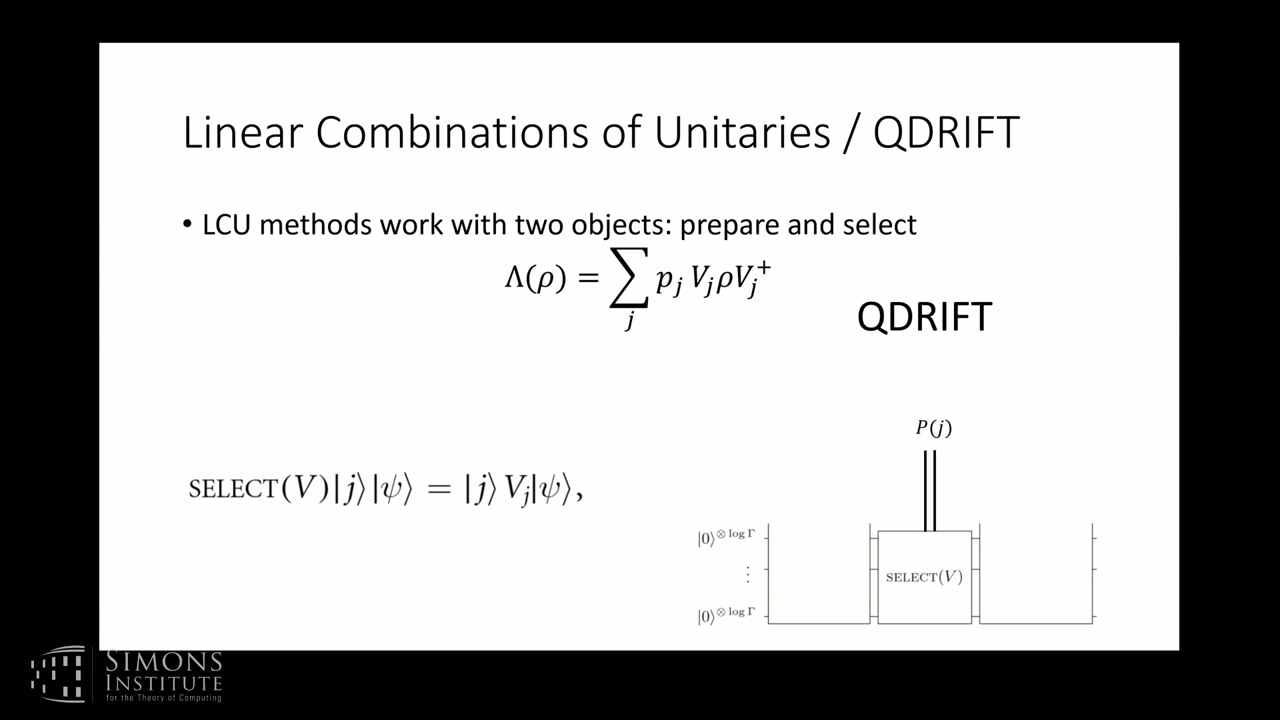 Linear Combinations of Unitaries / QDRIFT
• LCU methods work with two objects: prepare and select
Λ(ρ) = ∑_j p_j V_j ρ V_j^+
QDRIFT
P(j)
SELECT(V)|j⟩|ψ⟩ = |j⟩ V_j|ψ⟩,
|0⟩^{⊗ log Γ}
⋮
SELECT(V)
|0⟩^{⊗ log Γ}
SIMONS
INSTITUTE
for the Theory of Computing